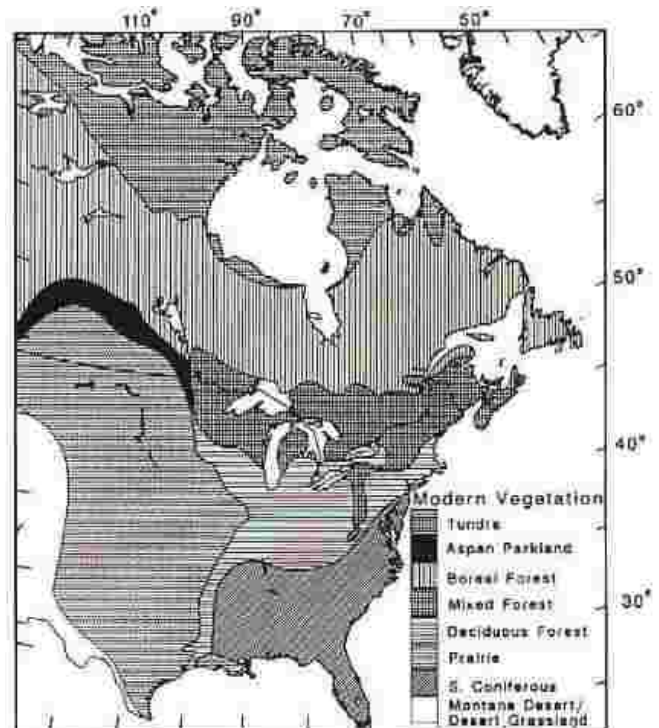 110° 90° 70° 50°
60°
50°
40°
30°
Modern Vegetation
Tundra
Aspan Parkland
Boreal Forest
Mixed Forest
Deciduous Forest
Prairie
S. Coniferous
Montane Desert/
Desert Grassland